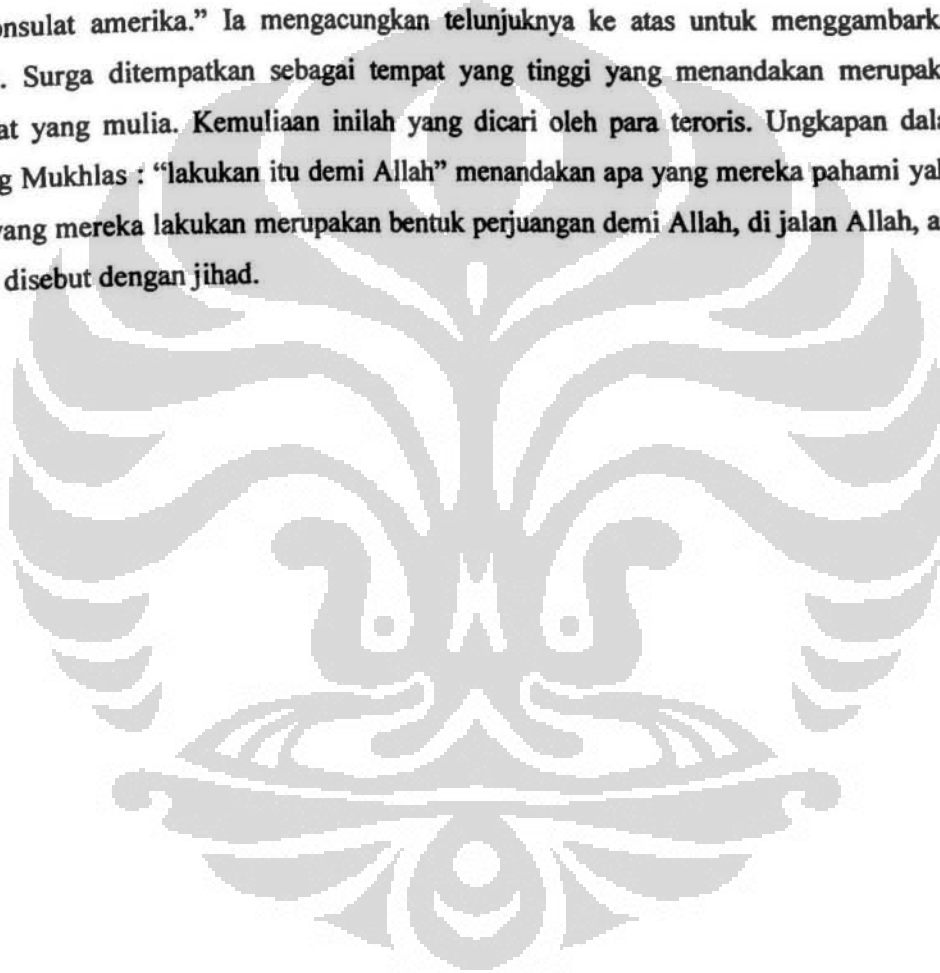 onsulat amerika.” Ia mengacungkan telunjuknya ke atas untuk menggambark
. Surga ditempatkan sebagai tempat yang tinggi yang menandakan merupak
at yang mulia. Kemuliaan inilah yang dicari oleh para teroris. Ungkapan dala
g Mukhlas : “lakukan itu demi Allah” menandakan apa yang mereka pahami yal
yang mereka lakukan merupakan bentuk perjuangan demi Allah, di jalan Allah, a
disebut dengan jihad.